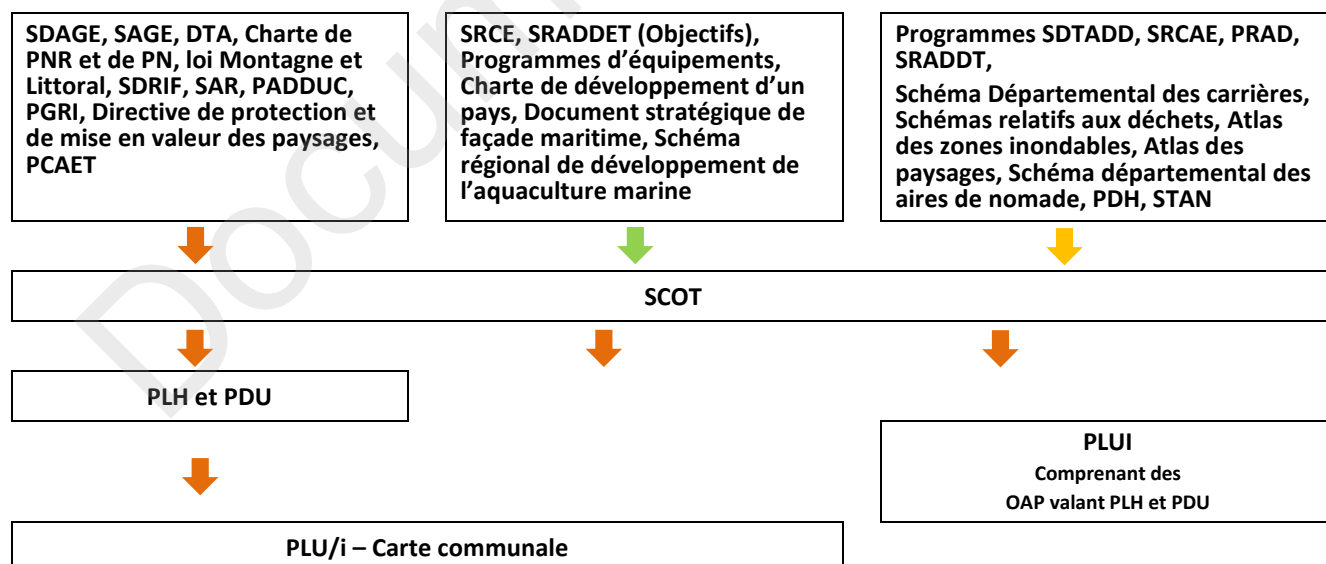 SDAGE, SAGE, DTA, Charte de
PNR et de PN, loi Montagne et
Littoral, SDRIF, SAR, PADDUC,
PGRI, Directive de protection et
de mise en valeur des paysages,
PCAET
SRCE, SRADDET (Objectifs),
Programmes d'équipements,
Charte de développement d'un
pays, Document stratégique de
façade maritime, Schéma
régional de développement de
l'aquaculture marine
Programmes SDTADD, SRCAE, PRAD,
SRADDT,
Schéma Départemental des carrières,
Schémas relatifs aux déchets, Atlas
des zones inondables, Atlas des
paysages, Schéma départemental des
aires de nomade, PDH, STAN
SCOT
PLH et PDU
PLUI
Comprenant des
OAP valant PLH et PDU
PLU/i – Carte communale
Docum